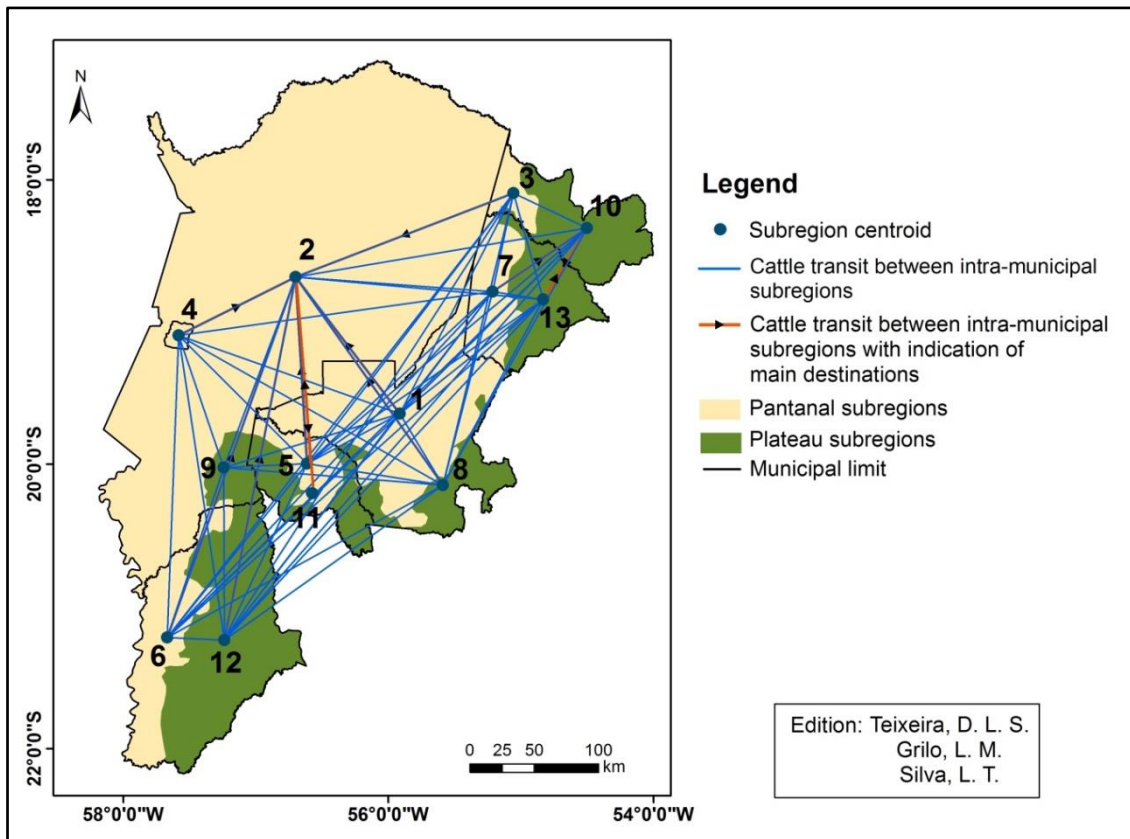 N
18°0'0"S
20°0'0"S
22°0'0"S
58°0'0"W
56°0'0"W
54°0'0"W
3
10
2
7
4
13
1
9
5
8
11
6
12
0 25 50 100
km
Legend
Subregion centroid
Cattle transit between intra-municipal
subregions
Cattle transit between intra-municipal
subregions with indication of
main destinations
Pantanal subregions
Plateau subregions
Municipal limit
Edition: Teixeira, D. L. S.
Grilo, L. M.
Silva, L. T.